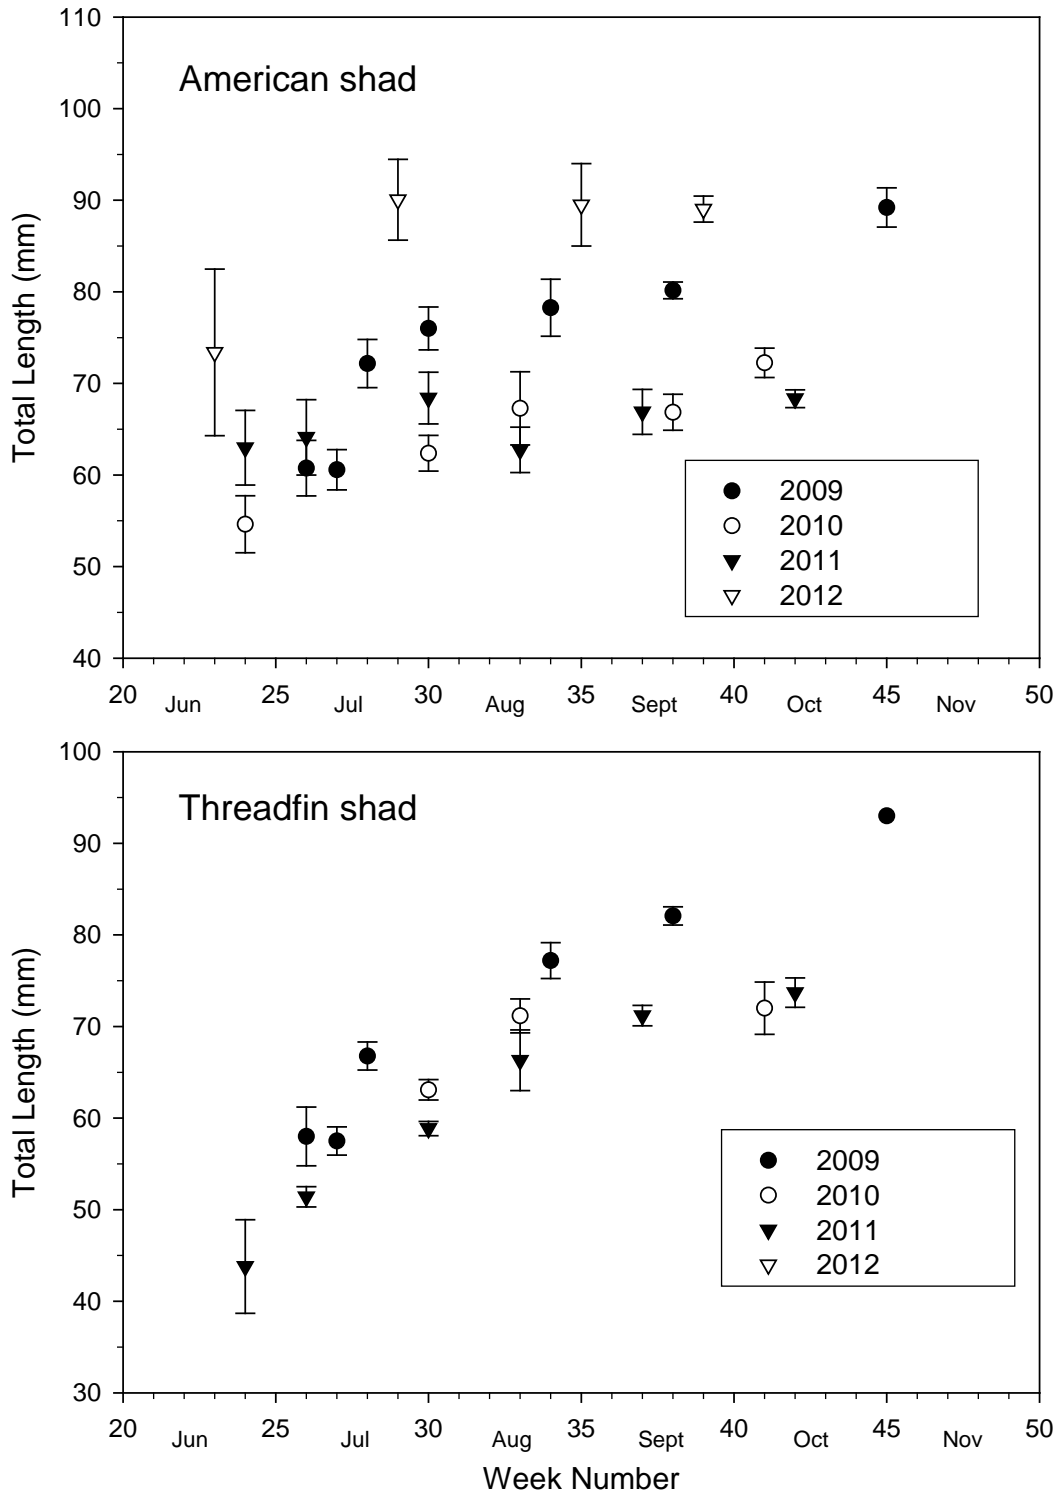 110
American shad
100
90
80
70
60
50
40
Total Length (mm)
2009
2010
2011
2012
20 25 30 35 40 45 50
Jun Jul Aug Sept Oct Nov
100
Threadfin shad
90
80
70
60
50
40
30
Total Length (mm)
2009
2010
2011
2012
20 25 30 35 40 45 50
Jun Jul Aug Sept Oct Nov
Week Number